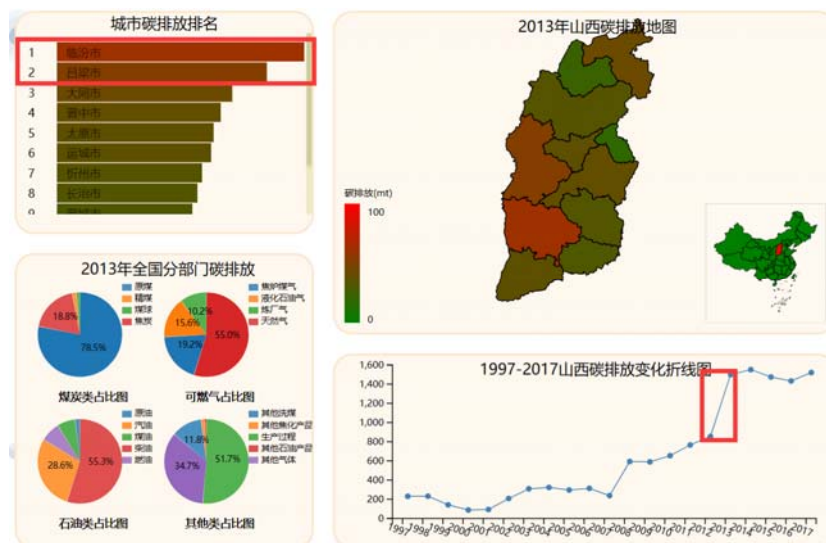 城市碳排放排名
1 临汾市
2 吕梁市
3 大同市
4 晋中市
5 太原市
6 运城市
7 忻州市
8 长治市
9 晋城市
2013年山西碳排放地图
碳排放(mt)
100
0
2013年全国分部门碳排放
原煤
精煤
煤球
焦炭
18.8%
78.5%
煤炭类占比图
焦炉煤气
液化石油气
炼厂气
天然气
10.2%
15.6%
55.0%
19.2%
可燃气占比图
原油
汽油
煤油
柴油
燃油
55.3%
28.6%
石油类占比图
其他洗煤
其他焦化产品
生产过程
其他石油产品
其他气体
11.8%
51.7%
34.7%
其他类占比图
1997-2017山西碳排放变化折线图
1,600
1,400
1,200
1,000
800
600
400
200
0
1997 1998 1999 2000 2001 2002 2003 2004 2005 2006 2007 2008 2009 2010 2011 2012 2013 2014 2015 2016 2017